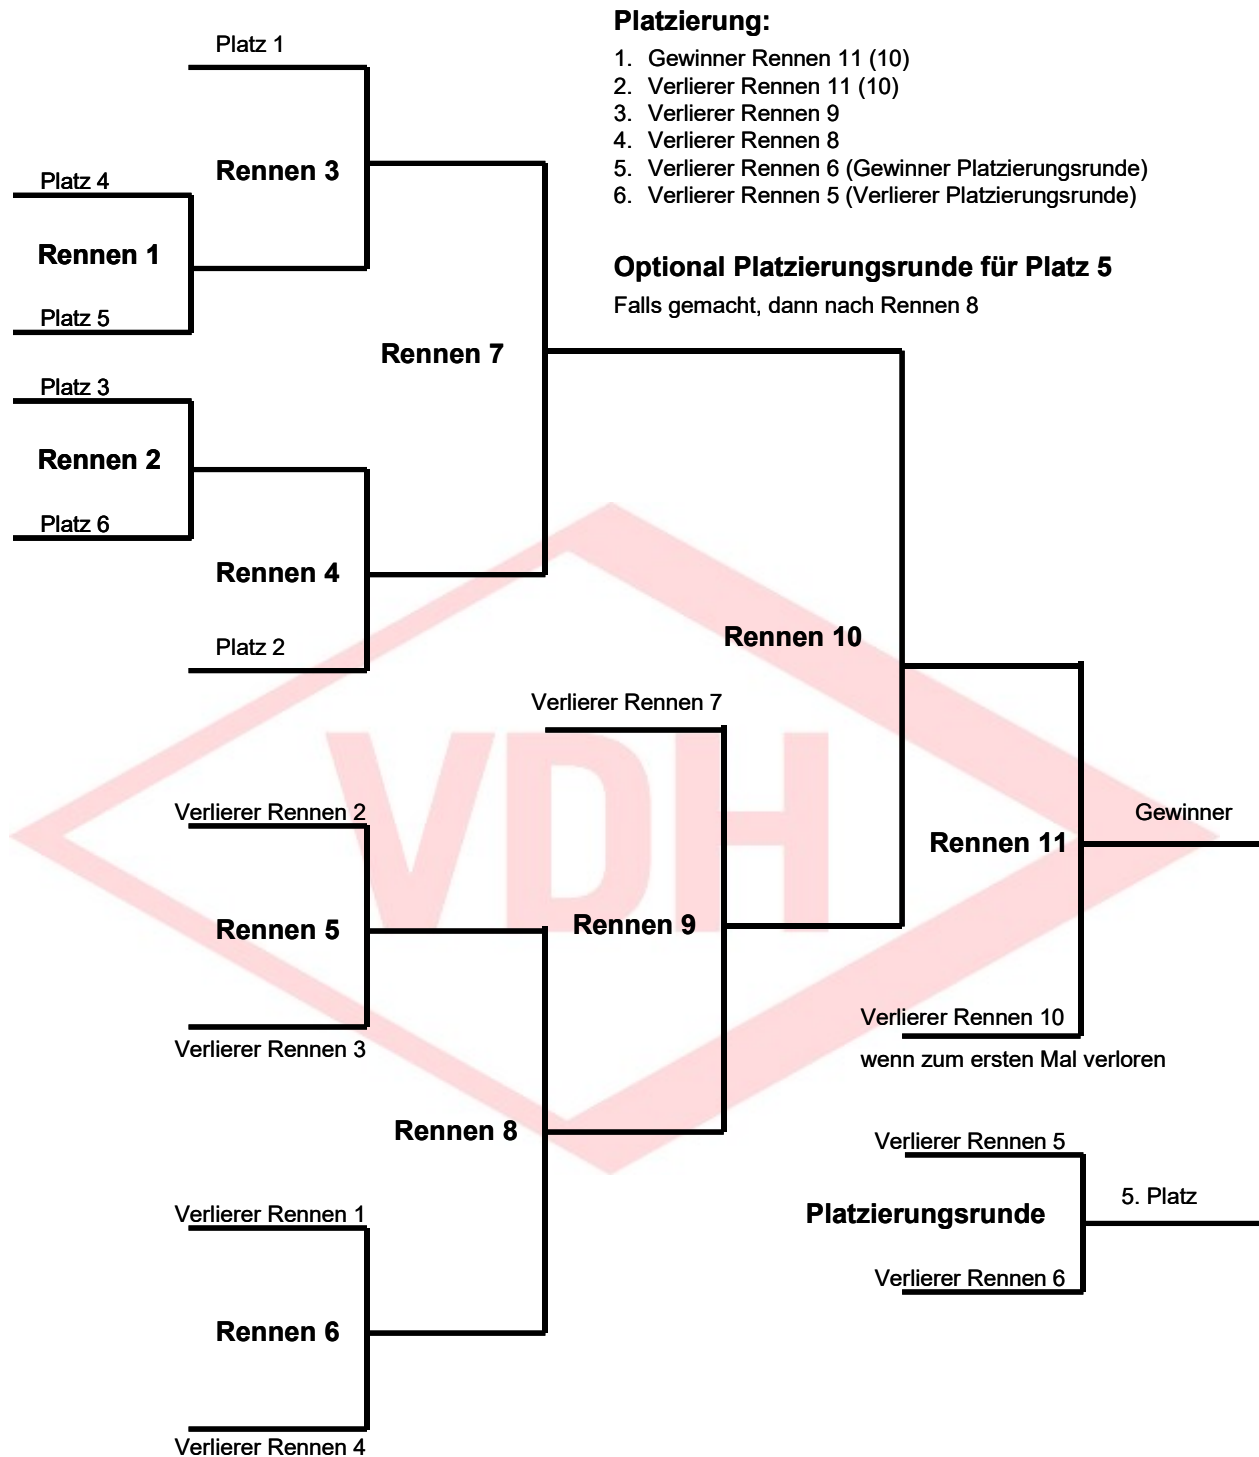 Platzierung:
1. Gewinner Rennen 11 (10)
2. Verlierer Rennen 11 (10)
3. Verlierer Rennen 9
4. Verlierer Rennen 8
5. Verlierer Rennen 6 (Gewinner Platzierungsrunde)
6. Verlierer Rennen 5 (Verlierer Platzierungsrunde)
Optional Platzierungsrunde für Platz 5
Falls gemacht, dann nach Rennen 8
Platz 1
Rennen 3
Platz 4
Rennen 1
Platz 5
Rennen 7
Platz 3
Rennen 2
Platz 6
Rennen 4
Platz 2
Rennen 10
Verlierer Rennen 7
VDH
Verlierer Rennen 2
Gewinner
Rennen 11
Rennen 5
Rennen 9
Verlierer Rennen 10
wenn zum ersten Mal verloren
Verlierer Rennen 3
Rennen 8
Verlierer Rennen 5
Platzierungsrunde
5. Platz
Verlierer Rennen 6
Verlierer Rennen 1
Rennen 6
Verlierer Rennen 4